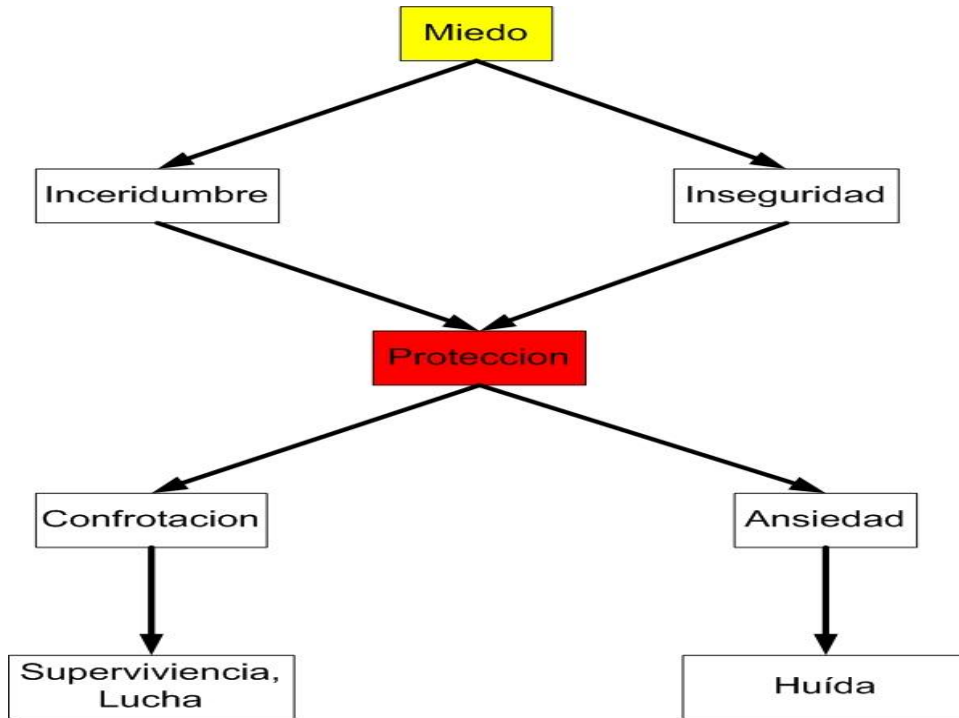 Miedo
Inceridumbre
Inseguridad
Proteccion
Confrotacion
Ansiedad
Superviviencia,
Lucha
Huída